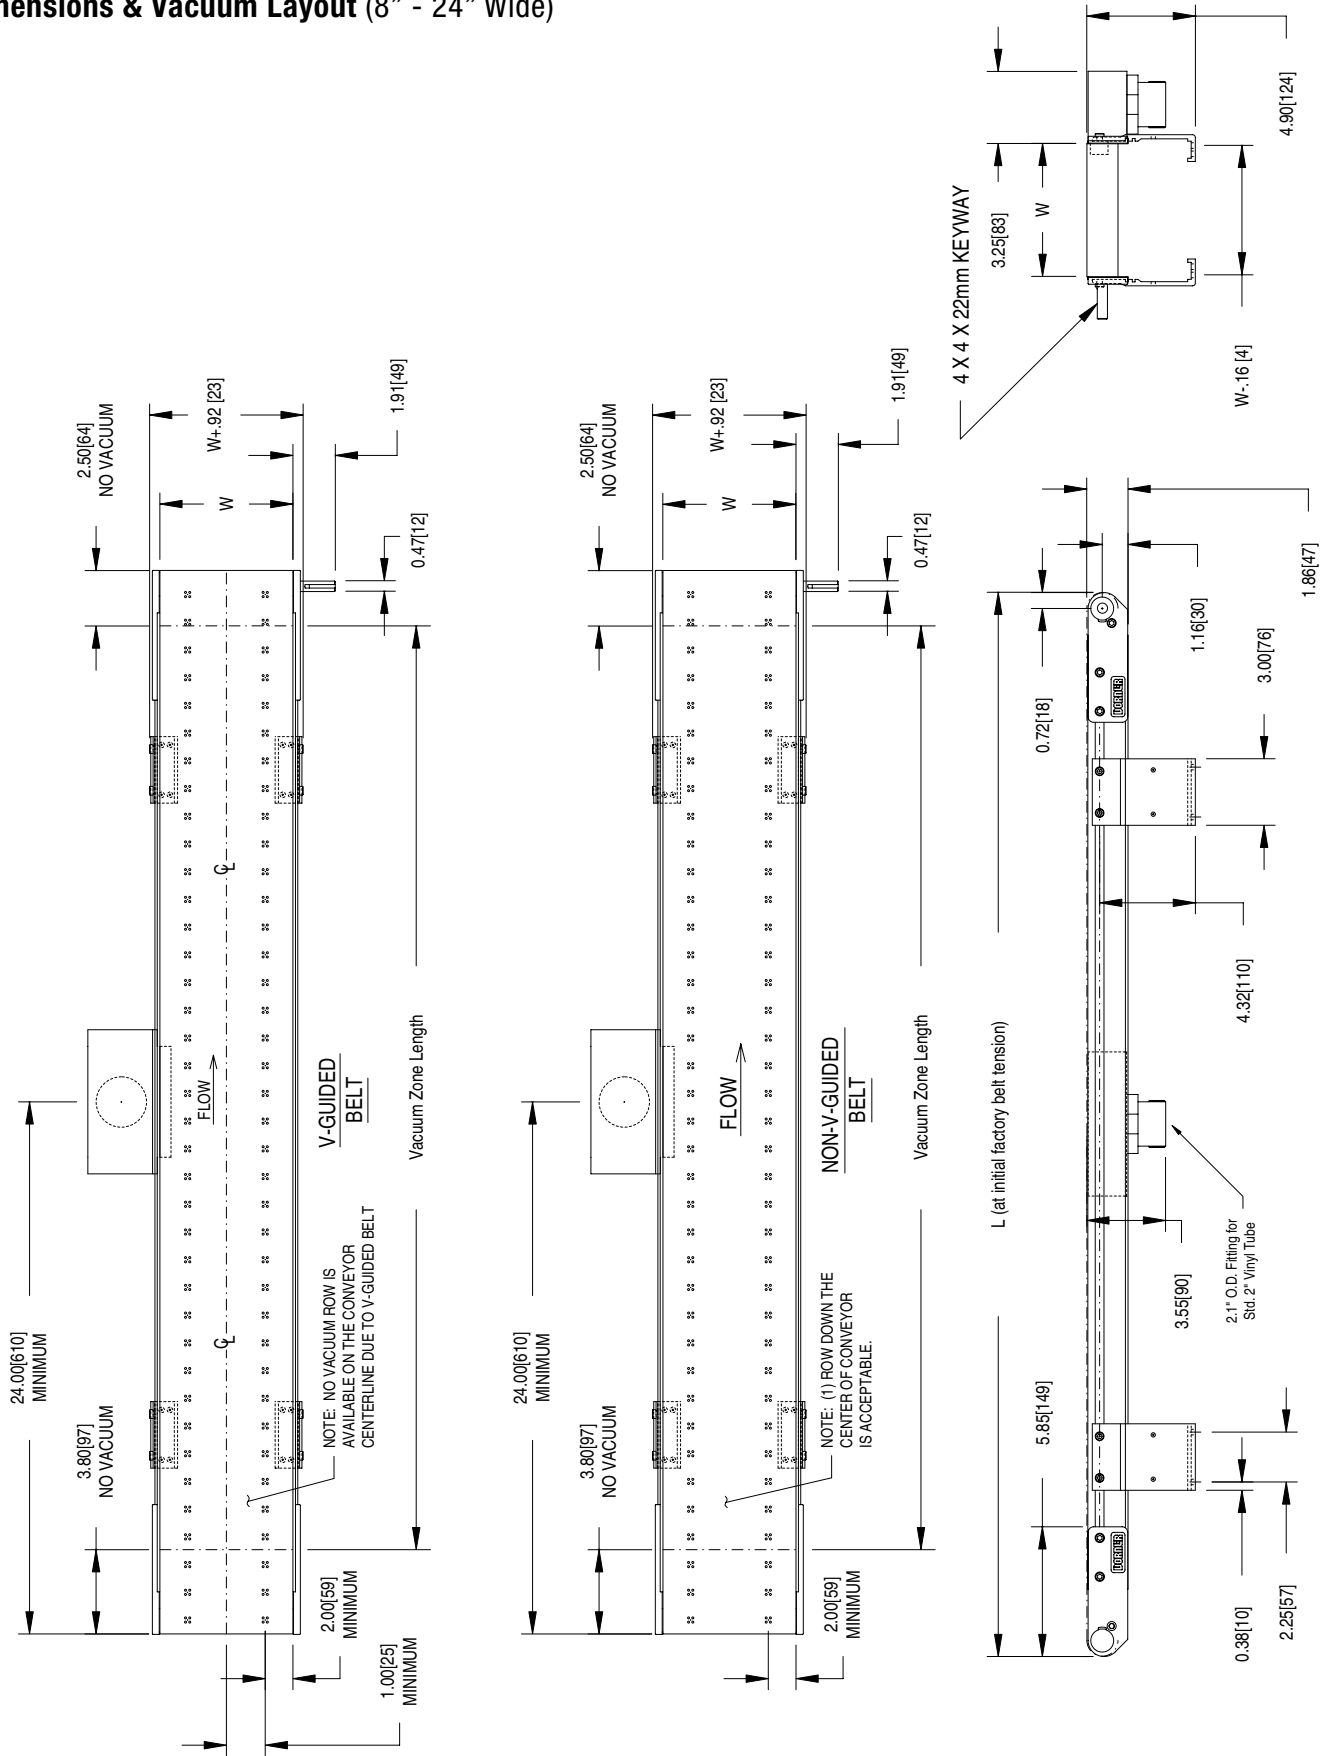 mensions & Vacuum Layout (8" - 24" Wide)
4.90[124]
3.25[83]
W
4 X 4 X 22mm KEYWAY
W-.16 [4]
2.50[64]
NO VACUUM
W+.92 [23]
1.91[49]
W
0.47[12]
24.00[610]
MINIMUM
3.80[97]
NO VACUUM
FLOW
V-GUIDED
BELT
Vacuum Zone Length
NOTE: NO VACUUM ROW IS
AVAILABLE ON THE CONVEYOR
CENTERLINE DUE TO V-GUIDED BELT
CL
CL
2.00[59]
MINIMUM
1.00[25]
MINIMUM
2.50[64]
NO VACUUM
W+.92 [23]
1.91[49]
W
0.47[12]
24.00[610]
MINIMUM
3.80[97]
NO VACUUM
FLOW
NON-V-GUIDED
BELT
Vacuum Zone Length
NOTE: (1) ROW DOWN THE
CENTER OF CONVEYOR
IS ACCEPTABLE.
2.00[59]
MINIMUM
L (at initial factory belt tension)
1.86[47]
1.16[30]
0.72[18]
3.00[76]
DORNER
4.32[110]
3.55[90]
2.1" O.D. Fitting for
Std. 2" Vinyl Tube
5.85[149]
DORNER
0.38[10]
2.25[57]